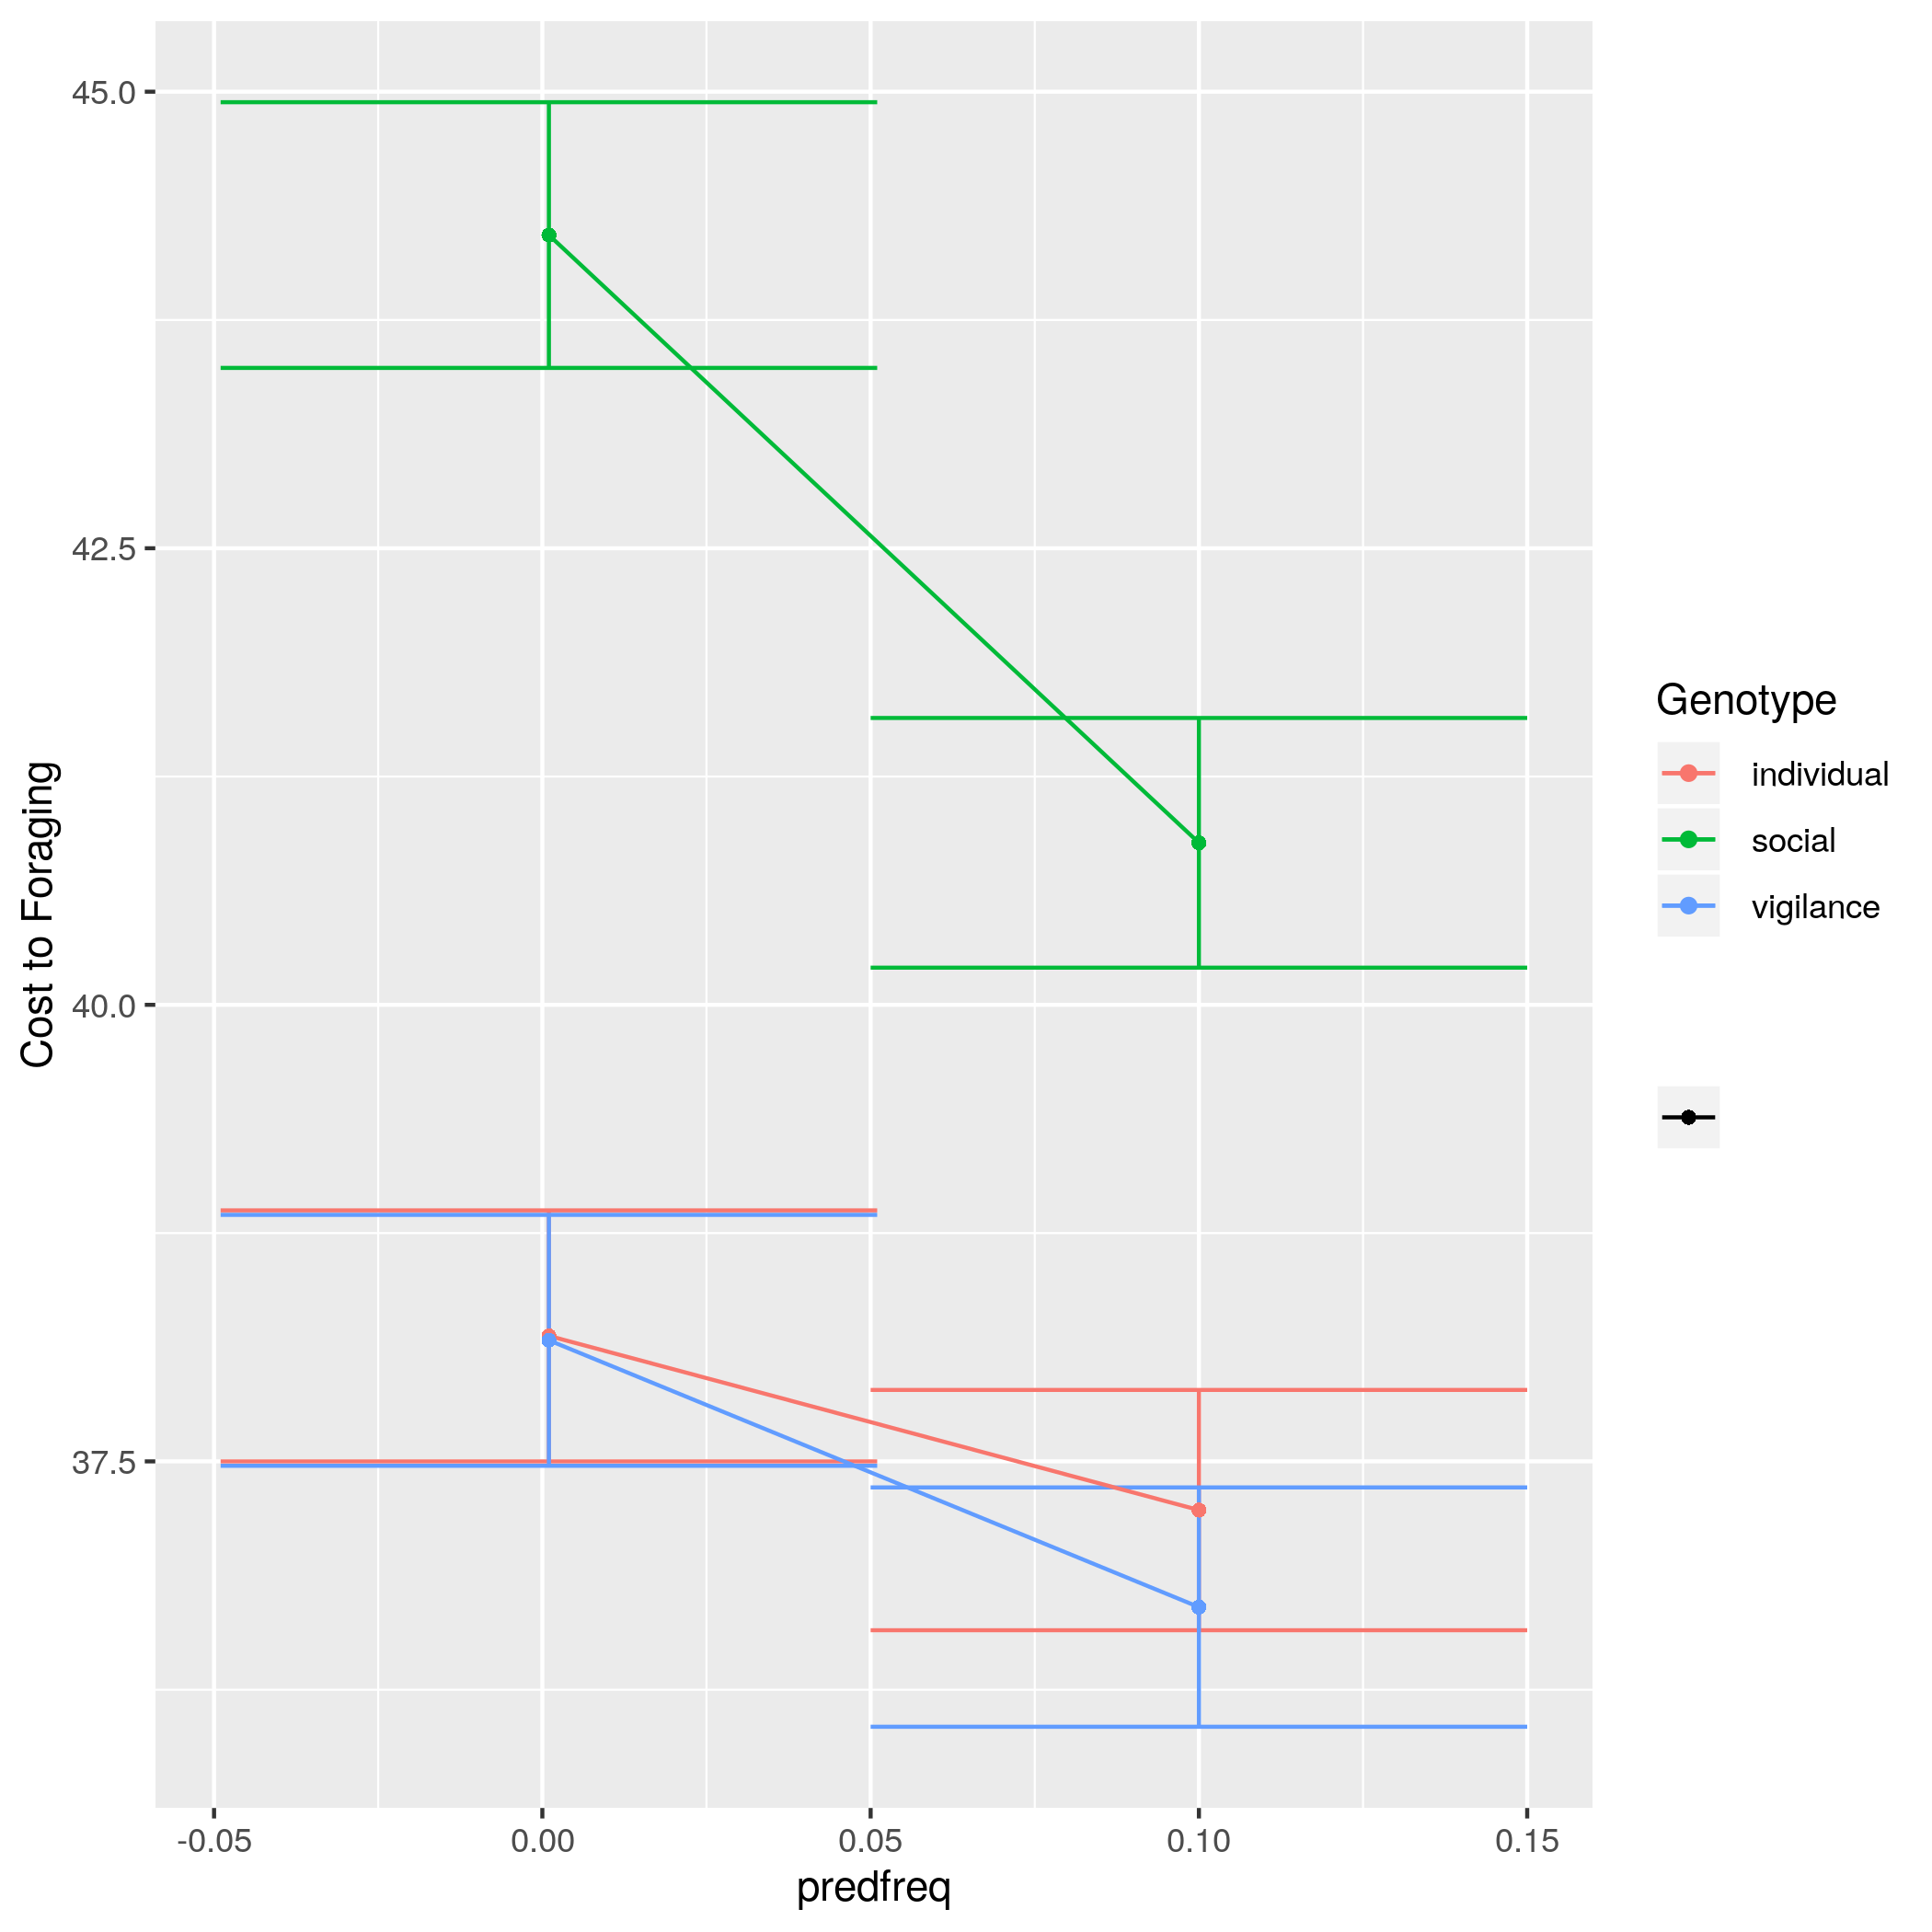 45.0
42.5
40.0
37.5
Cost to Foraging
-0.05 0.00 0.05 0.10 0.15
predfreq
Genotype
individual
social
vigilance